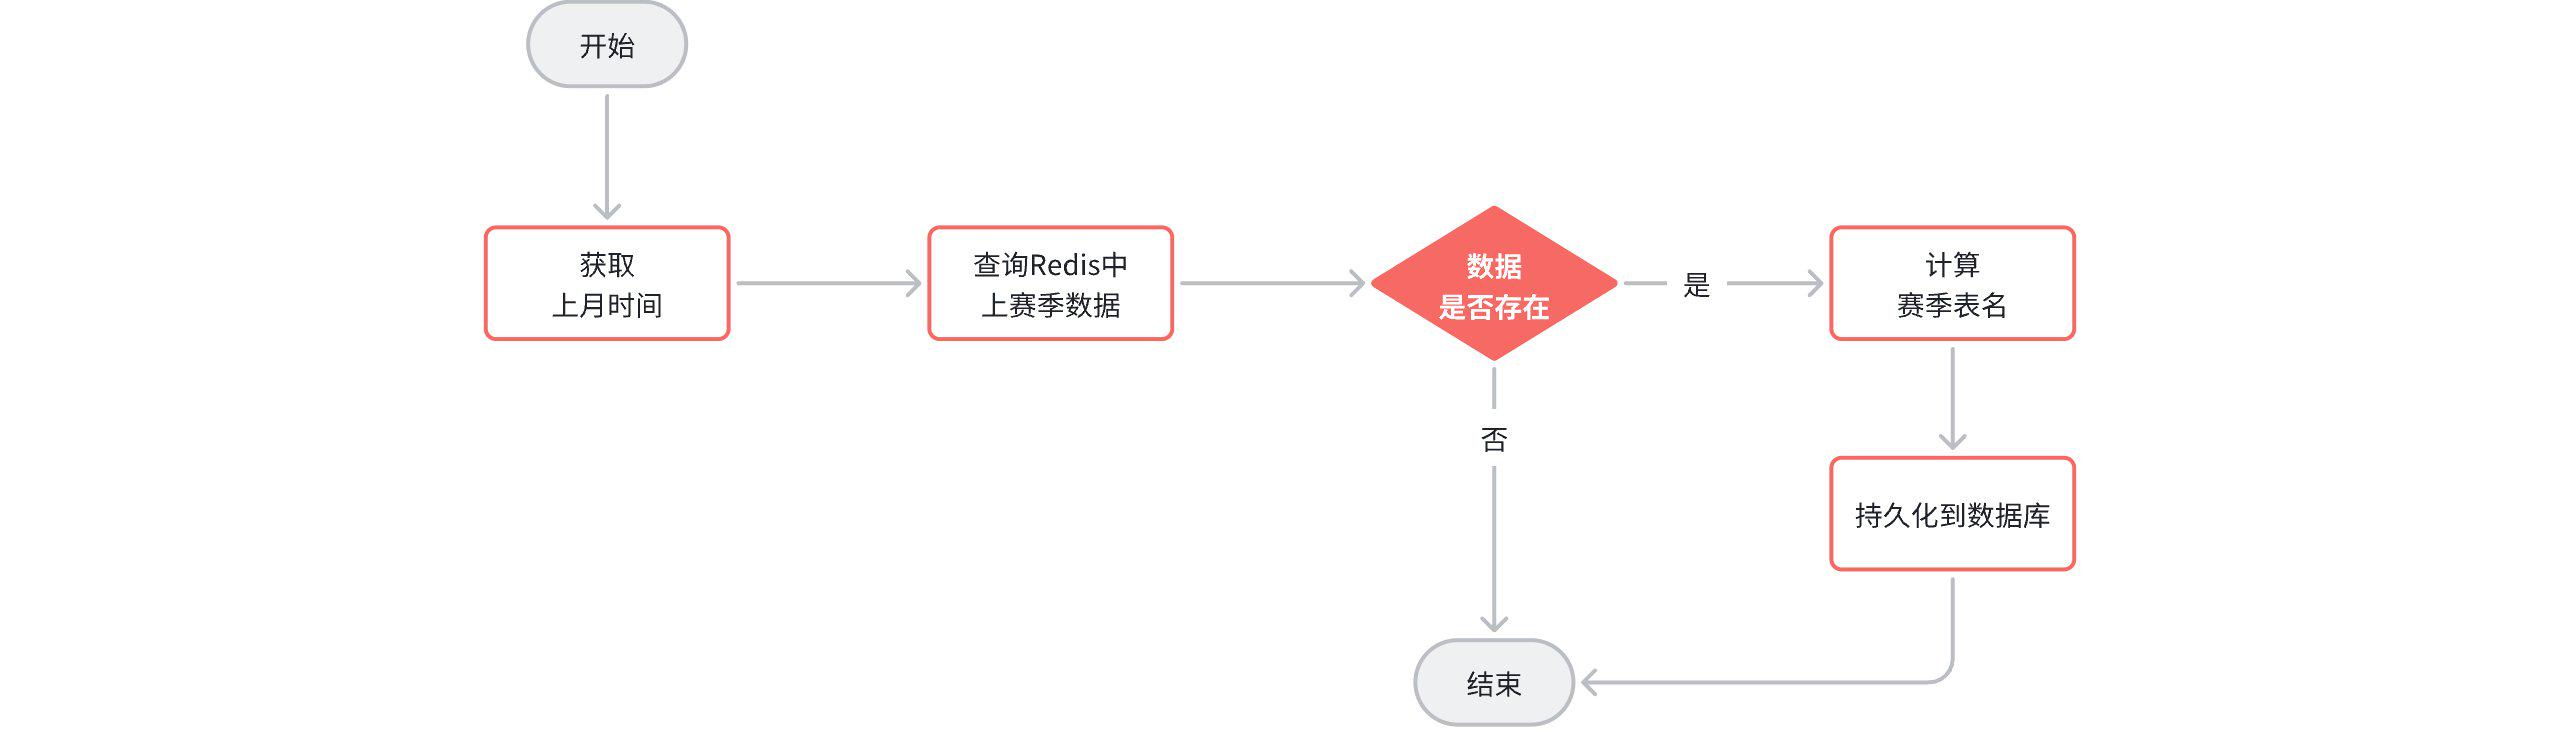 开始
获取
上月时间
查询Redis中
上赛季数据
数据
是否存在
是
计算
赛季表名
否
持久化到数据库
结束